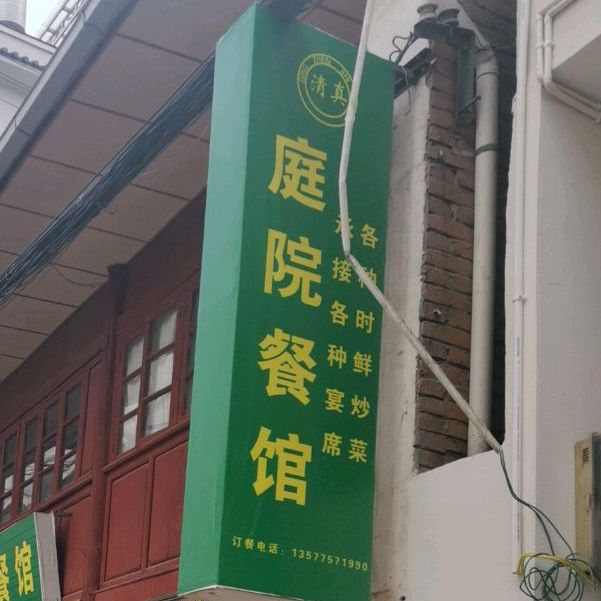 清真
庭院餐馆
各种时鲜炒菜
承接各种宴席
订餐电话：13577571990
餐馆